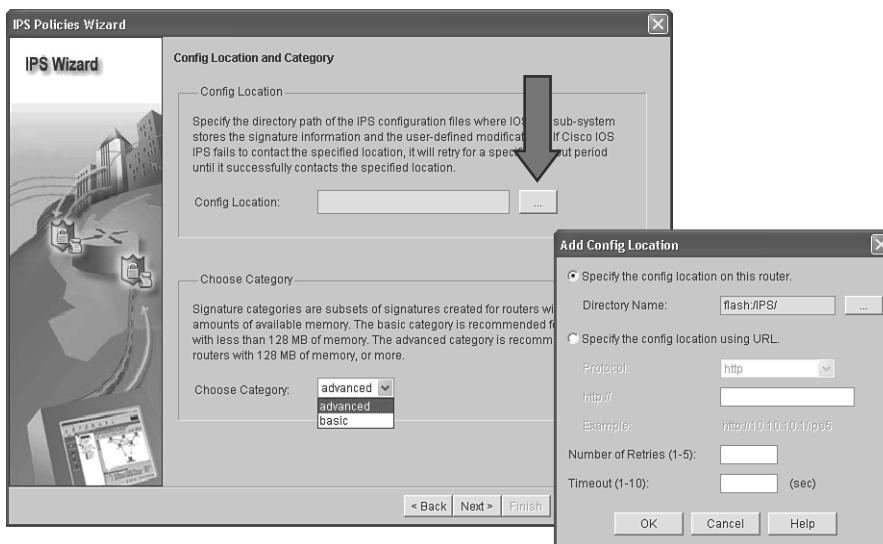 IPS Policies Wizard
IPS Wizard
Config Location and Category
Config Location
Specify the directory path of the IPS configuration files where IOS sub-system
stores the signature information and the user-defined If Cisco IOS
IPS fails to contact the specified location, it will retry for a period
until it successfully contacts the specified location.
Config Location:
...
Choose Category
Signature categories are subsets of signatures created for routers
amounts of available memory. The basic category is recommended
with less than 128 MB of memory. The advanced category is
routers with 128 MB of memory, or more.
Choose Category:
advanced
advanced
basic
< Back
Next >
Finish
Add Config Location
Specify the config location on this router.
Directory Name:
flash:/IPS/
...
Specify the config location using URL.
Protocol:
http
http://
Example:
http://10.10.10.1/ips5
Number of Retries (1-5):
Timeout (1-10):
(sec)
OK
Cancel
Help